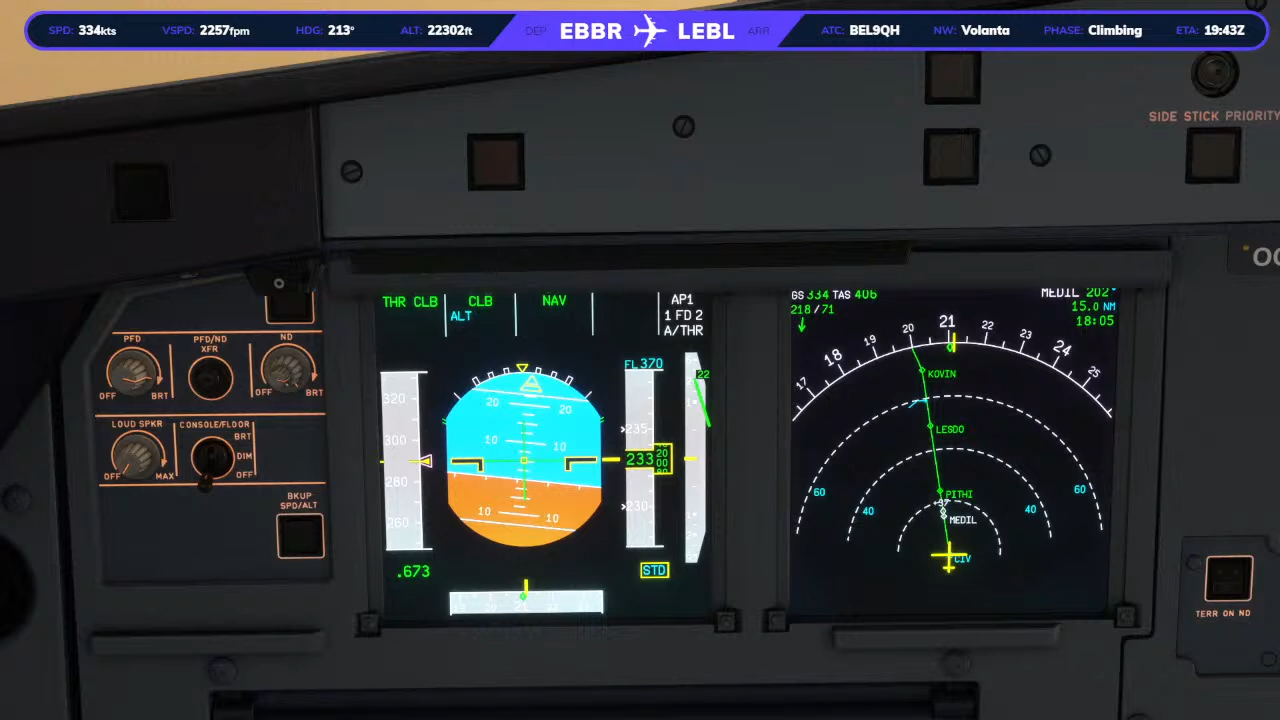 SPD: 334kts VSPD: 2257fpm HDG: 213° ALT: 22302ft DEP EBBR LEBL ARR ATC: BEL9QH NW: Volanta PHASE: Climbing ETA: 19:43Z
SIDE STICK PRIORITY
PFD
PFD/ND
XFR
ND
OFF BRT OFF BRT
LOUD SPKR
CONSOLE/FLOOR
BRT
DIM
OFF MAX OFF
BKUP
SPD/ALT
THR CLB CLB NAV AP1
ALT 1 FD 2
A/THR
FL370
320
300
280
260
20 20
10 10
10 10
235
233
20
00
230
22
.673
STD
21
GS 334 TAS 406 MEDIL 202°
218/71 15.0 NM
18:05
17 18 19 20 21 22 23 24 25
KOVIN
LESDO
PITHI
MEDIL
CIV
60 40 40 60
TERR ON ND